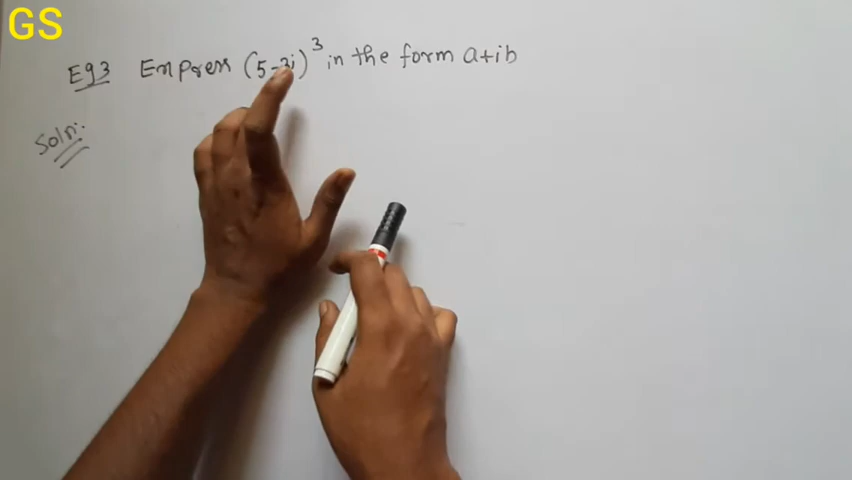 GS
Eg3 Express (5-3i)^3 in the form a+ib
Soln: